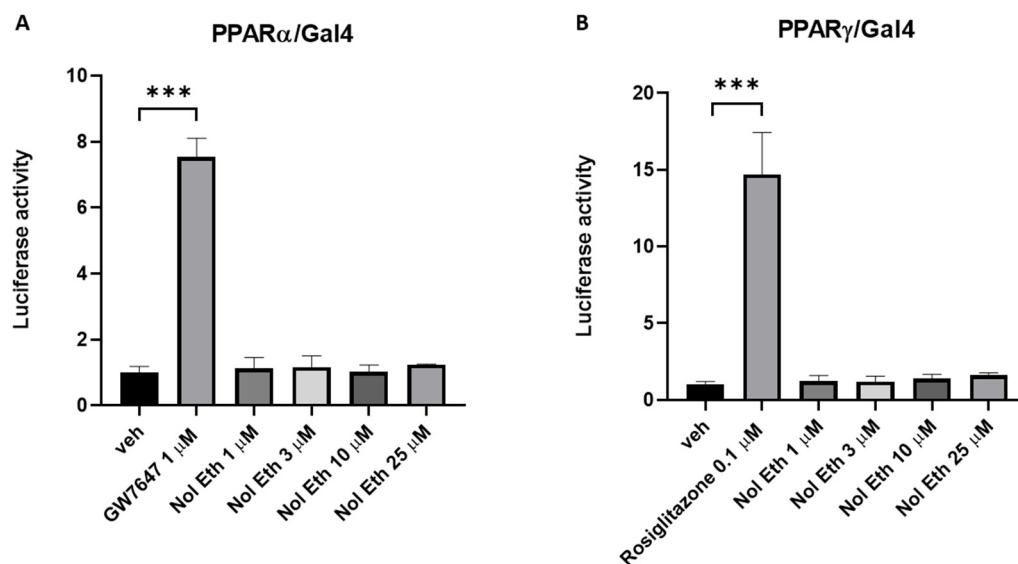 A
PPARα/Gal4
***
10
8
6
4
2
0
Luciferase activity
veh
GW7647 1 μM
Nol Eth 1 μM
Nol Eth 3 μM
Nol Eth 10 μM
Nol Eth 25 μM
B
PPARγ/Gal4
***
20
15
10
5
0
Luciferase activity
veh
Rosiglitazone 0.1 μM
Nol Eth 1 μM
Nol Eth 3 μM
Nol Eth 10 μM
Nol Eth 25 μM